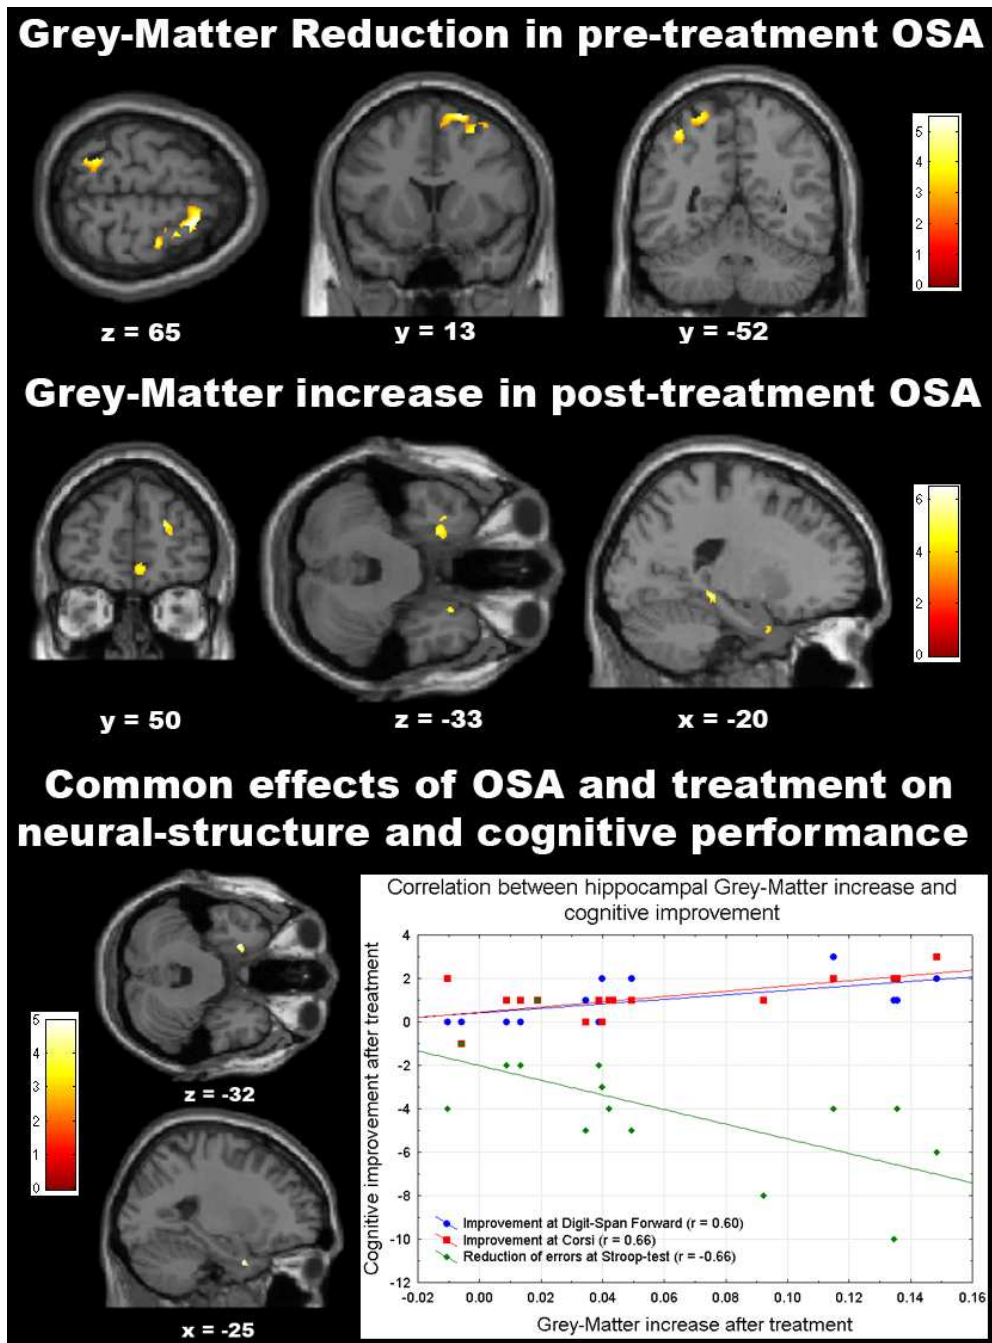 Grey-Matter Reduction in pre-treatment OSA
5
4
3
2
1
0
z = 65
y = 13
y = -52
Grey-Matter increase in post-treatment OSA
6
4
2
0
y = 50
z = -33
x = -20
Common effects of OSA and treatment on
neural-structure and cognitive performance
5
4
3
2
1
0
z = -32
x = -25
Correlation between hippocampal Grey-Matter increase and
cognitive improvement
Cognitive improvement after treatment
4
2
0
-2
-4
-6
-8
-10
-12
Improvement at Digit-Span Forward (r = 0.60)
Improvement at Corsi (r = 0.66)
Reduction of errors at Stroop-test (r = -0.66)
-0.02 0.00 0.02 0.04 0.06 0.08 0.10 0.12 0.14 0.16
Grey-Matter increase after treatment